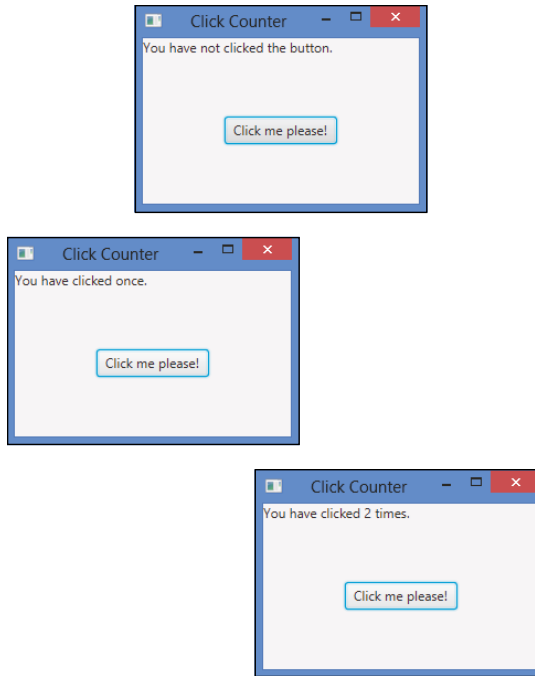 Click Counter
You have not clicked the button.
Click me please!
Click Counter
You have clicked once.
Click me please!
Click Counter
You have clicked 2 times.
Click me please!